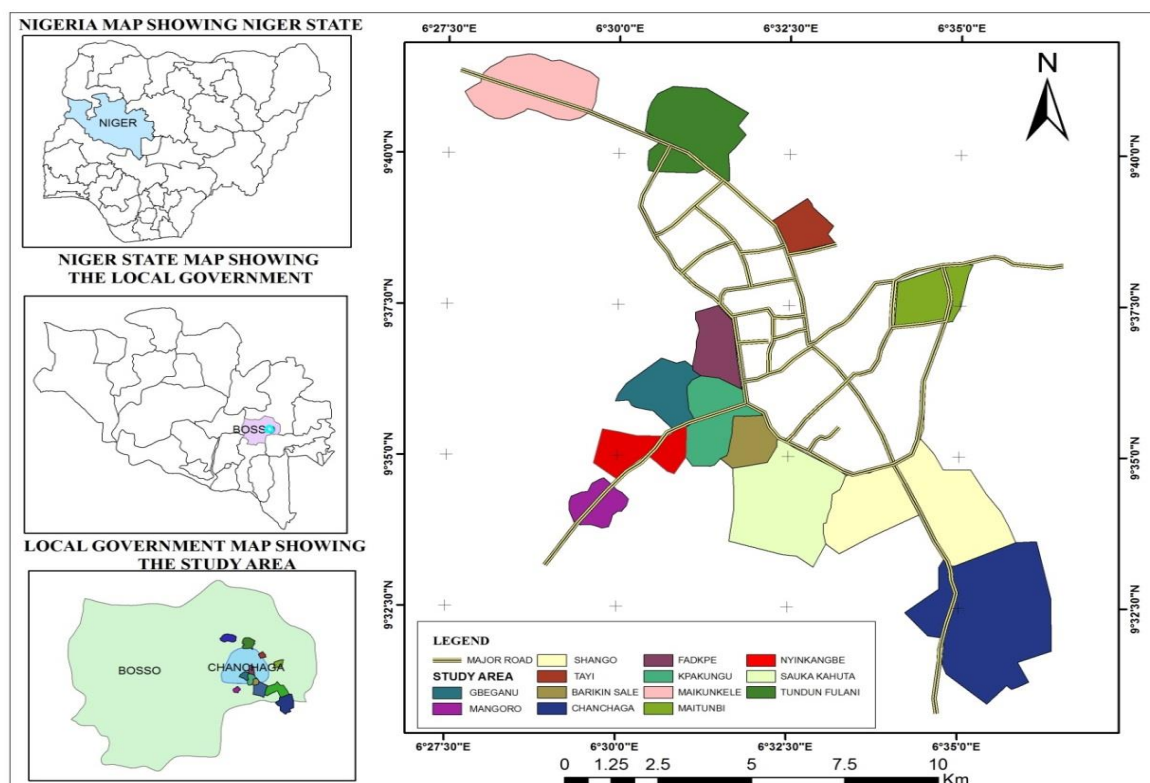 NIGERIA MAP SHOWING NIGER STATE
NIGER
NIGER STATE MAP SHOWING
THE LOCAL GOVERNMENT
BOSSO
LOCAL GOVERNMENT MAP SHOWING
THE STUDY AREA
BOSSO
CHANCHAGA
6°27'30"E 6°30'0"E 6°32'30"E 6°35'0"E
N
9°40'0"N 9°40'0"N
9°37'0"N 9°37'0"N
9°35'0"N 9°35'0"N
9°32'0"N 9°32'0"N
LEGEND
MAJOR ROAD
STUDY AREA
GBEGANU
MANGORO
SHANGO
TAYI
BARIKIN SALE
CHANCHAGA
FADKPE
KPAKUNGU
MAIKUNKELE
MAITUNBI
NYINKANGBE
SAUKA KAHUTA
TUNDUN FULANI
6°27'30"E 6°30'0"E 6°32'30"E 6°35'0"E
0 1.25 2.5 5 7.5 10
Km